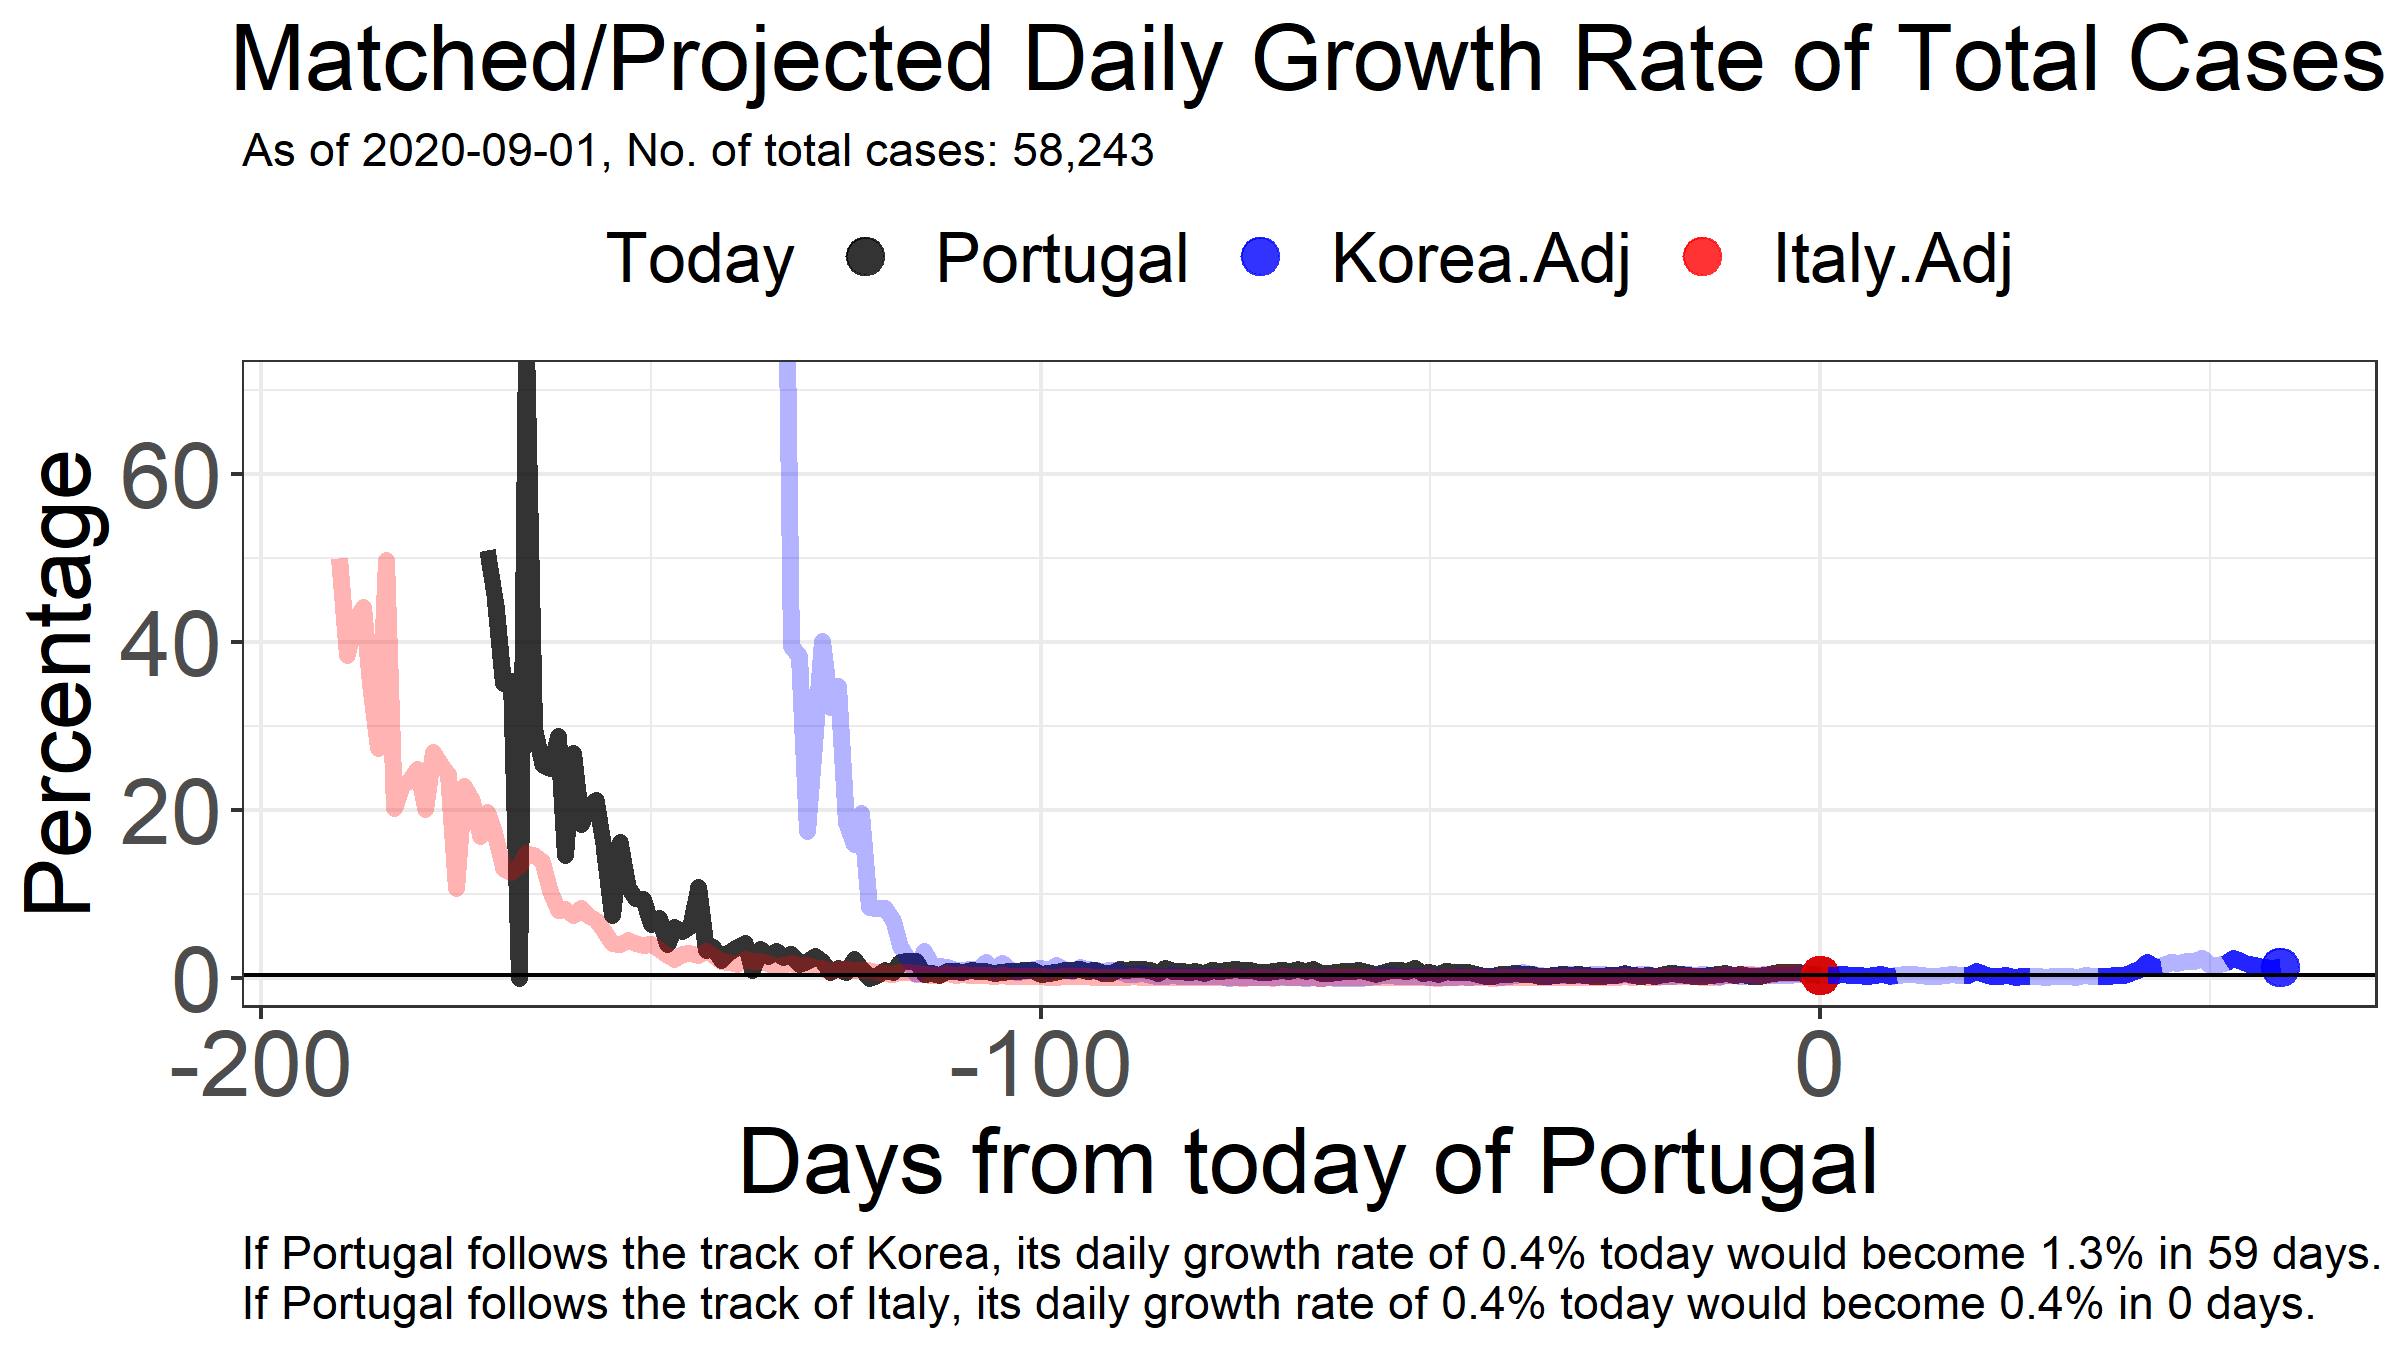 Matched/Projected Daily Growth Rate of Total Cases
As of 2020-09-01, No. of total cases: 58,243
Today Portugal Korea.Adj Italy.Adj
Percentage
60
40
20
0
-200 -100 0
Days from today of Portugal
If Portugal follows the track of Korea, its daily growth rate of 0.4% today would become 1.3% in 59 days.
If Portugal follows the track of Italy, its daily growth rate of 0.4% today would become 0.4% in 0 days.